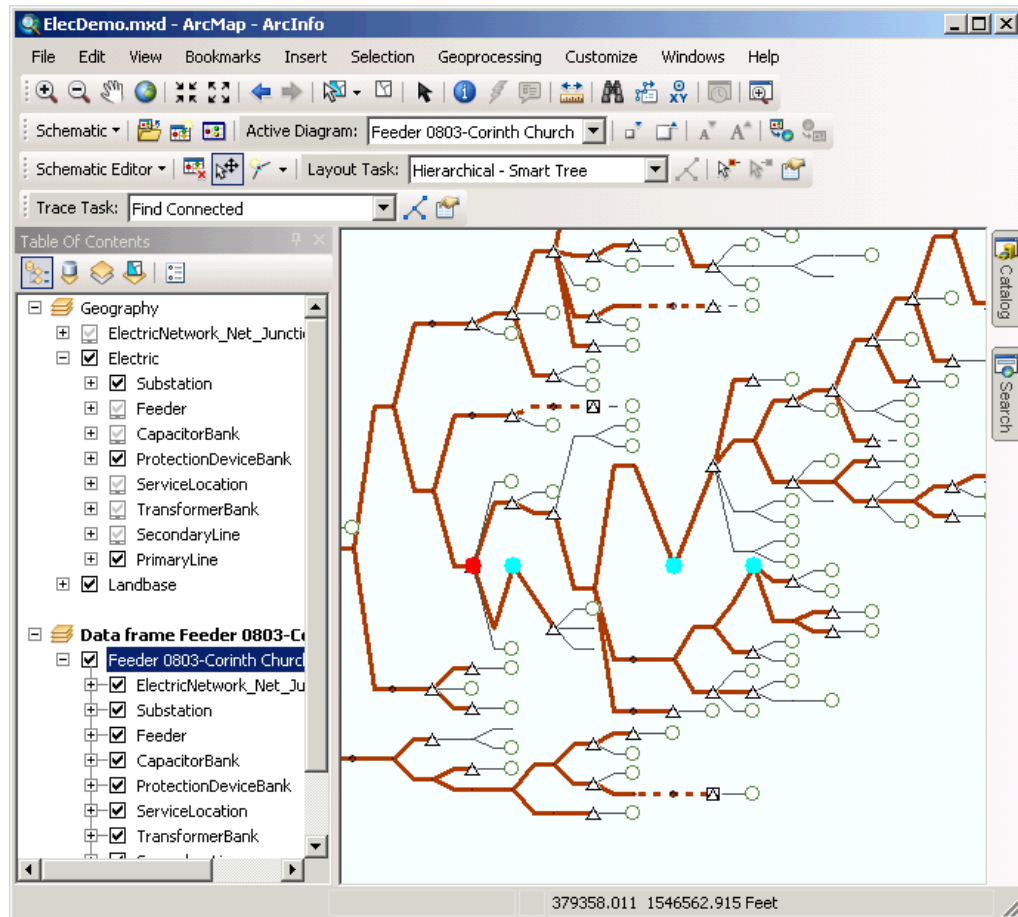 ElecDemo.mxd - ArcMap - ArcInfo
File Edit View Bookmarks Insert Selection Geoprocessing Customize Windows Help
XY
Schematic Active Diagram: Feeder 0803-Corinth Church A A
Schematic Editor Layout Task: Hierarchical - Smart Tree
Trace Task: Find Connected
Table Of Contents
Geography
ElectricNetwork_Net_Juncti
Electric
Substation
Feeder
CapacitorBank
ProtectionDeviceBank
ServiceLocation
TransformerBank
SecondaryLine
PrimaryLine
Landbase
Data frame Feeder 0803-Co
Feeder 0803-Corinth Churc
ElectricNetwork_Net_Ju
Substation
Feeder
CapacitorBank
ProtectionDeviceBank
ServiceLocation
TransformerBank
Catalog
Search
379358.011 1546562.915 Feet